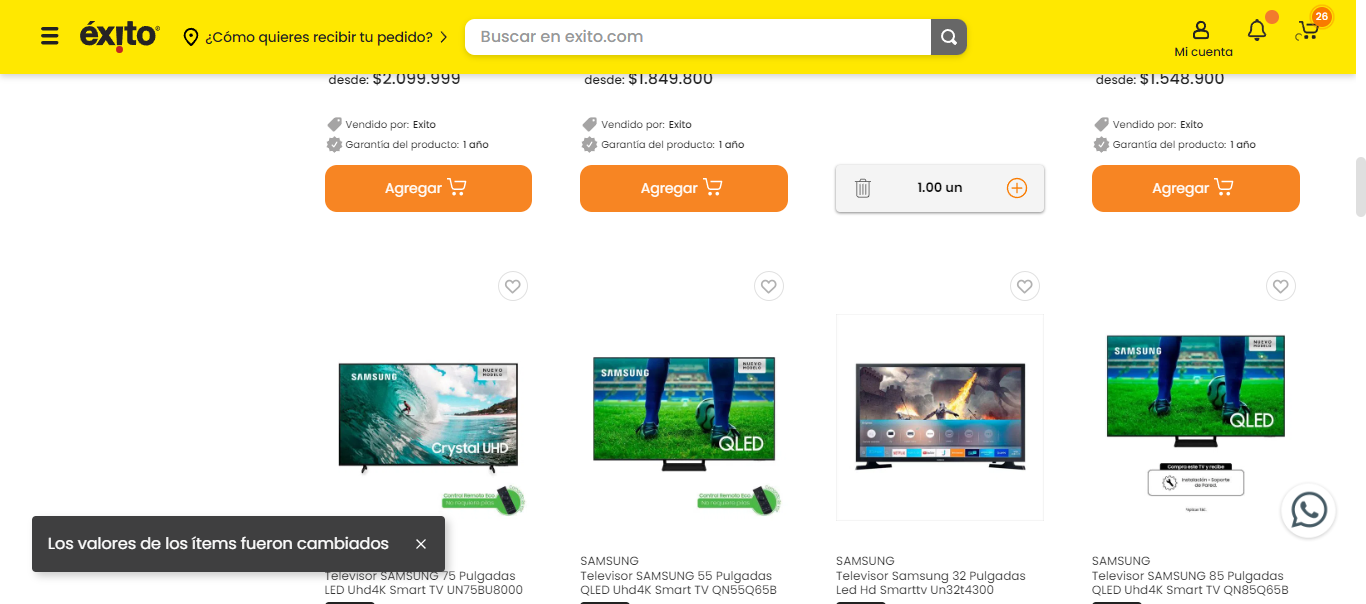 éxito
¿Cómo quieres recibir tu pedido?
Buscar en exito.com
Mi cuenta
26
desde: $2.099.999
desde: $1.849.800
desde: $1.548.900
Vendido por: Exito
Vendido por: Exito
Vendido por: Exito
Garantía del producto: 1 año
Garantía del producto: 1 año
Garantía del producto: 1 año
Agregar
Agregar
1.00 un
Agregar
SAMSUNG
NUEVO
MODELO
Crystal UHD
Control Remoto Eco
SAMSUNG
NUEVO
MODELO
QLED
Control Remoto Eco
SAMSUNG
NUEVO
MODELO
QLED
Compra este TV y recibe
Instalación + Soporte
de Pared.
Los valores de los ítems fueron cambiados
Televisor SAMSUNG 75 Pulgadas
LED Uhd4K Smart TV UN75BU8000
SAMSUNG
Televisor SAMSUNG 55 Pulgadas
QLED Uhd4K Smart TV QN55Q65B
SAMSUNG
Televisor Samsung 32 Pulgadas
Led Hd Smarttv Un32t4300
SAMSUNG
Televisor SAMSUNG 85 Pulgadas
QLED Uhd4K Smart TV QN85Q65B